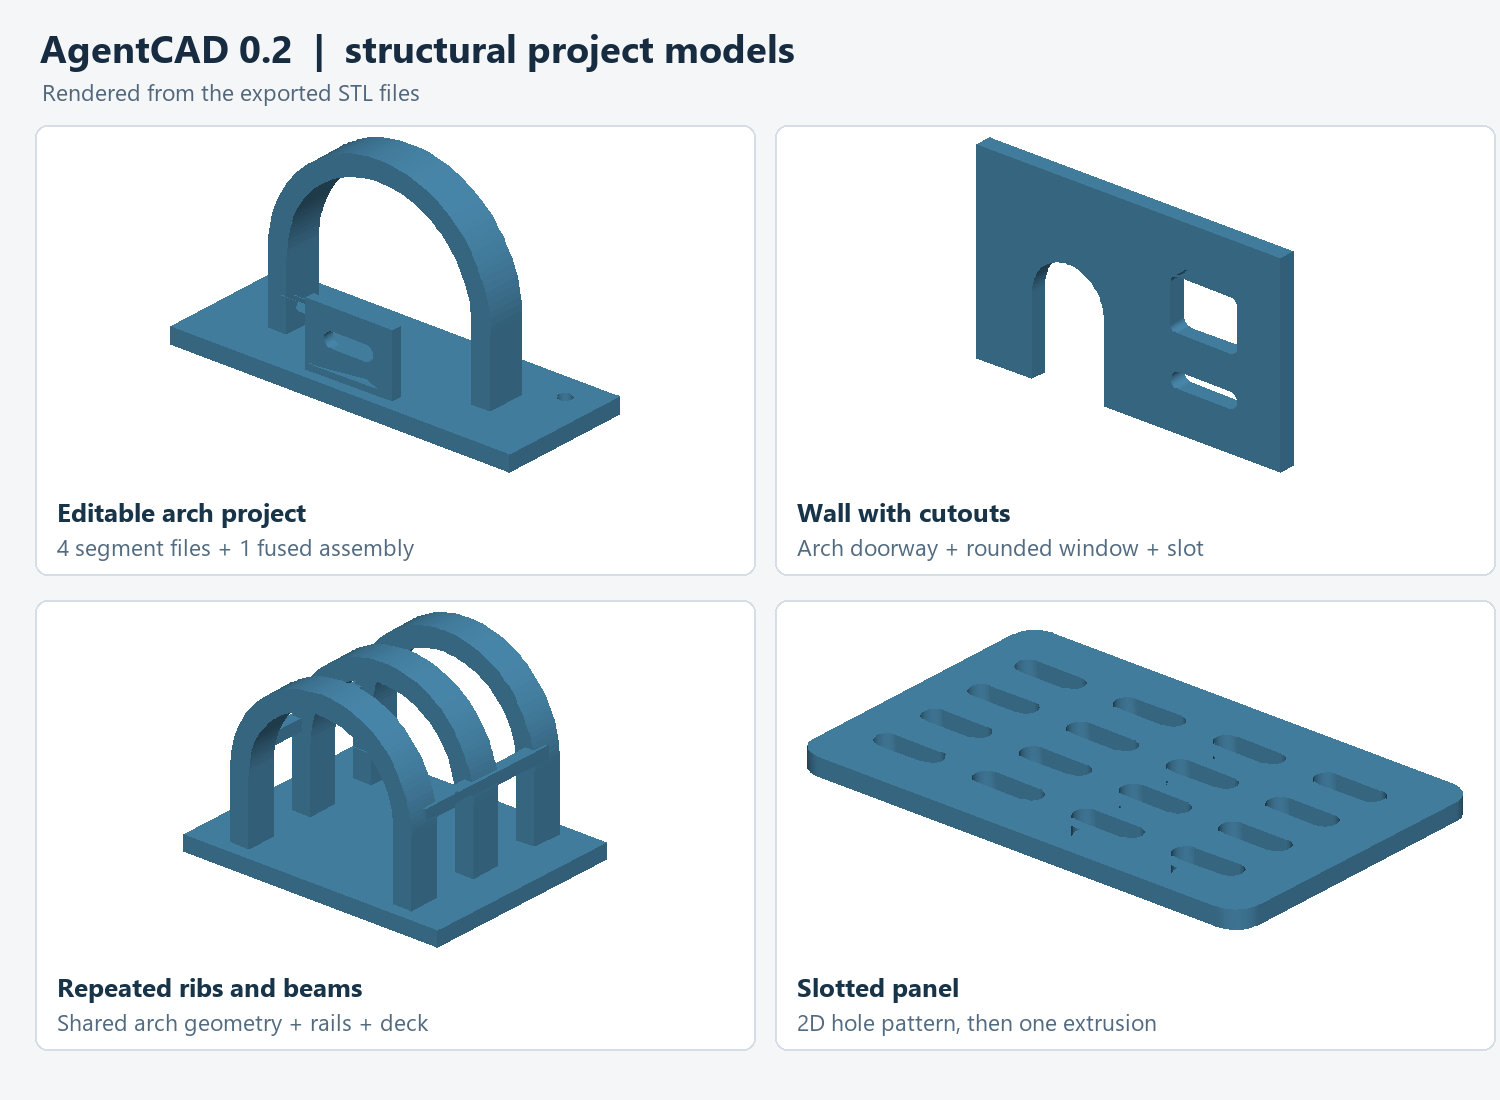 AgentCAD 0.2 | structural project models
Rendered from the exported STL files
Editable arch project
4 segment files + 1 fused assembly
Wall with cutouts
Arch doorway + rounded window + slot
Repeated ribs and beams
Shared arch geometry + rails + deck
Slotted panel
2D hole pattern, then one extrusion